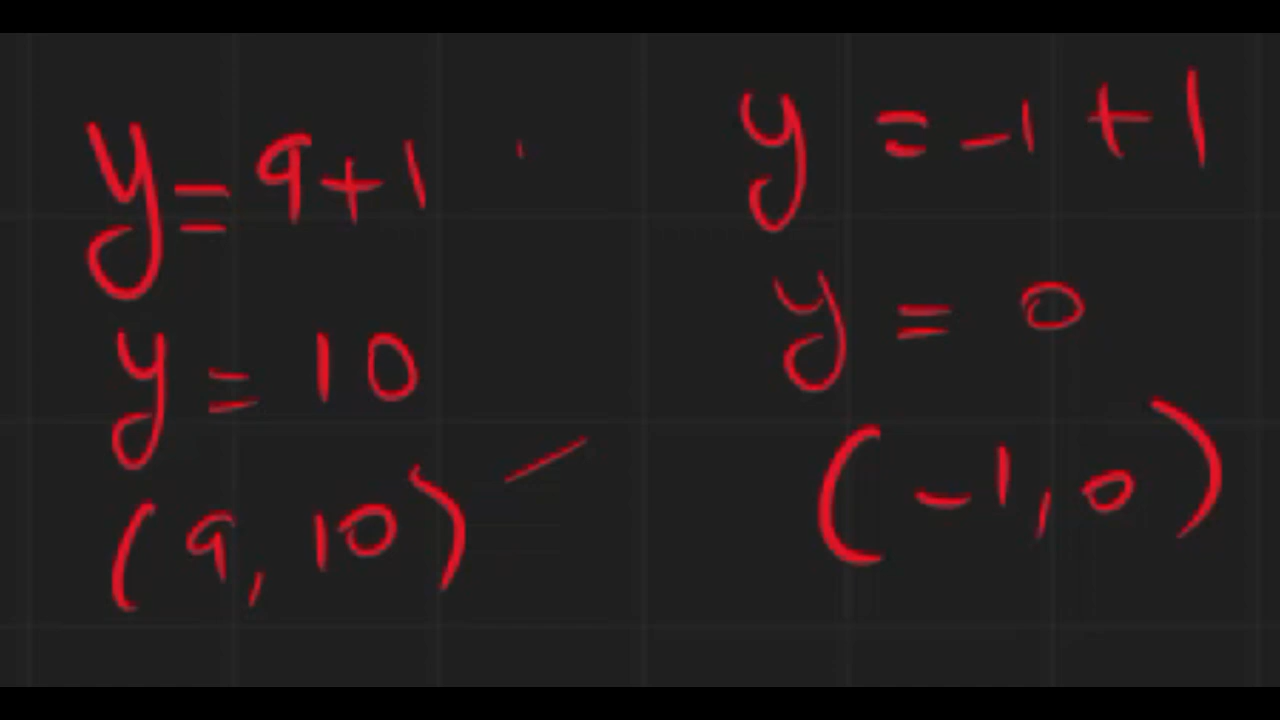 y = 9 + 1
y = 10
(9, 10)
y = -1 + 1
y = 0
(-1, 0)